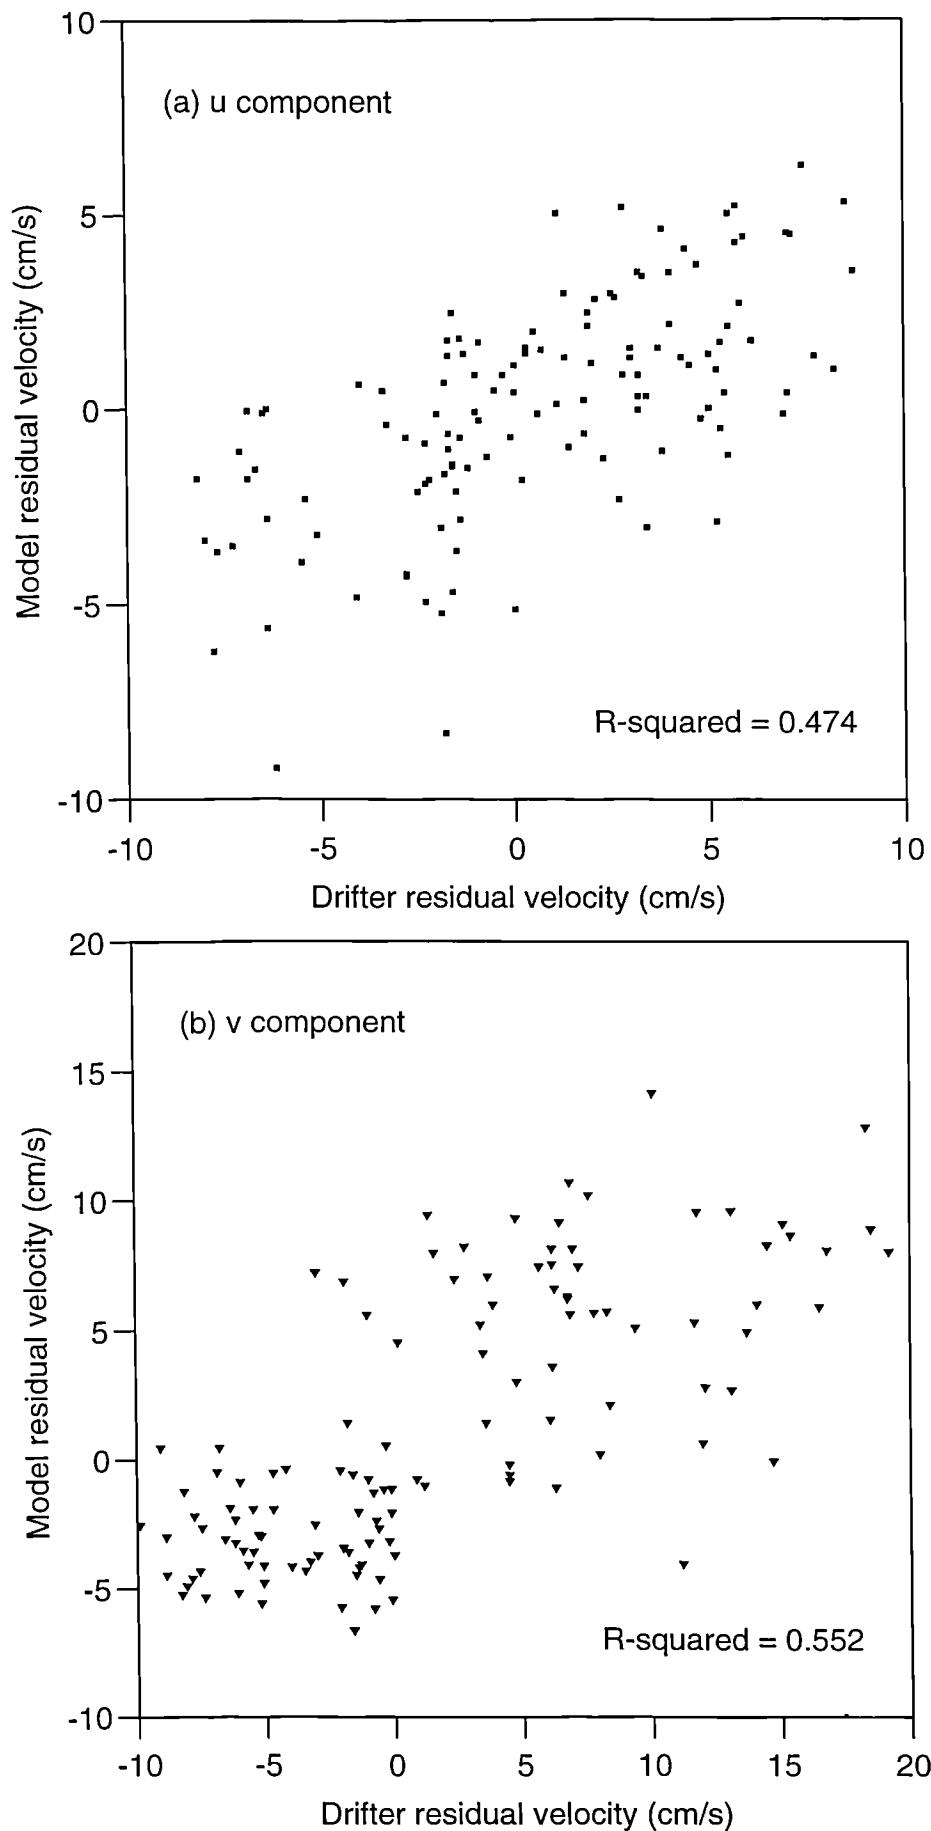 10
(a) u component
5
0
-5
-10
Model residual velocity (cm/s)
R-squared = 0.474
-10 -5 0 5 10
Drifter residual velocity (cm/s)
20
(b) v component
15
10
5
0
-5
-10
Model residual velocity (cm/s)
R-squared = 0.552
-10 -5 0 5 10 15 20
Drifter residual velocity (cm/s)